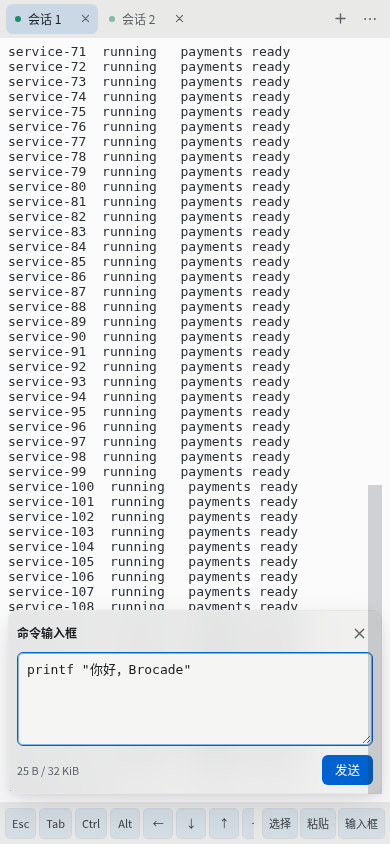 会话 1 × 会话 2 × + ⋯
service-71 running payments ready
service-72 running payments ready
service-73 running payments ready
service-74 running payments ready
service-75 running payments ready
service-76 running payments ready
service-77 running payments ready
service-78 running payments ready
service-79 running payments ready
service-80 running payments ready
service-81 running payments ready
service-82 running payments ready
service-83 running payments ready
service-84 running payments ready
service-85 running payments ready
service-86 running payments ready
service-87 running payments ready
service-88 running payments ready
service-89 running payments ready
service-90 running payments ready
service-91 running payments ready
service-92 running payments ready
service-93 running payments ready
service-94 running payments ready
service-95 running payments ready
service-96 running payments ready
service-97 running payments ready
service-98 running payments ready
service-99 running payments ready
service-100 running payments ready
service-101 running payments ready
service-102 running payments ready
service-103 running payments ready
service-104 running payments ready
service-105 running payments ready
service-106 running payments ready
service-107 running payments ready
service-108 running payments ready
命令输入框 ×
printf "你好，Brocade"
25 B / 32 KiB 发送
Esc Tab Ctrl Alt ← ↓ ↑ 选择 粘贴 输入框